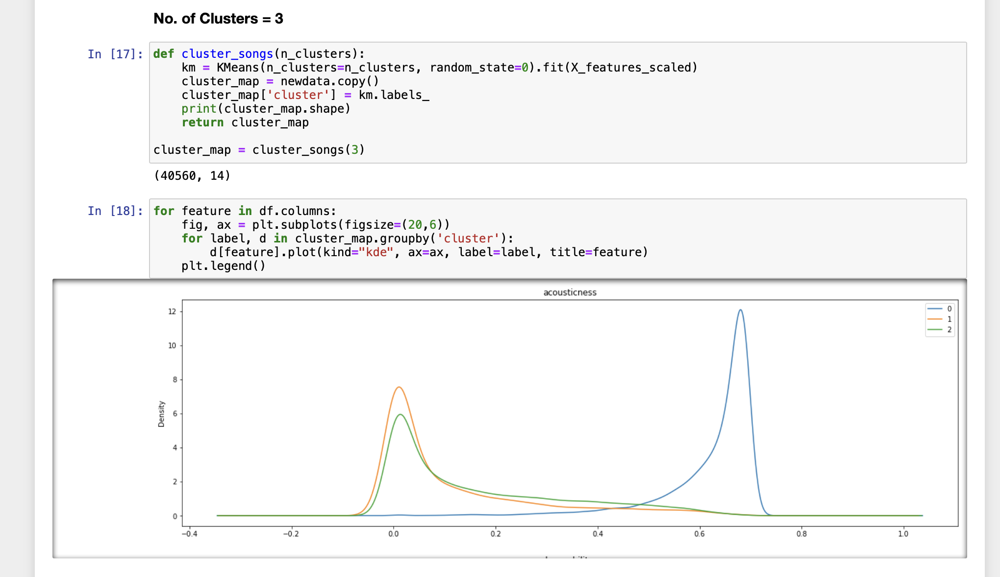 No. of Clusters = 3
In [17]: def cluster_songs(n_clusters):
    km = KMeans(n_clusters=n_clusters, random_state=0).fit(X_features_scaled)
    cluster_map = newdata.copy()
    cluster_map['cluster'] = km.labels_
    print(cluster_map.shape)
    return cluster_map
cluster_map = cluster_songs(3)
(40560, 14)
In [18]: for feature in df.columns:
    fig, ax = plt.subplots(figsize=(20,6))
    for label, d in cluster_map.groupby('cluster'):
        d[feature].plot(kind="kde", ax=ax, label=label, title=feature)
    plt.legend()
acousticness
12
10
8
6
4
2
0
Density
0
1
2
−0.4 −0.2 0.0 0.2 0.4 0.6 0.8 1.0